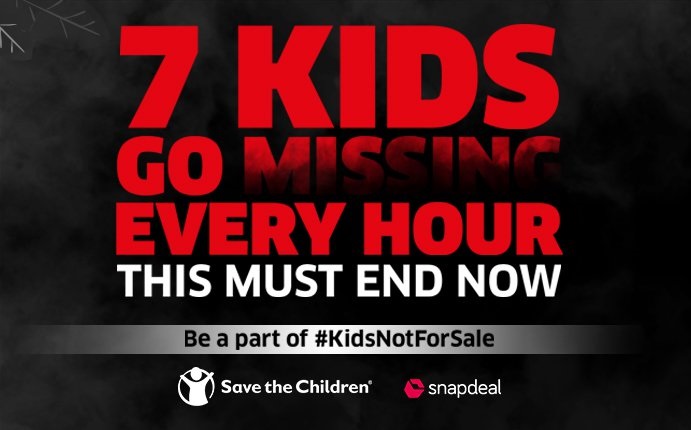 7 KIDS
GO MISSING
EVERY HOUR
THIS MUST END NOW
Be a part of #KidsNotForSale
Save the Children® snapdeal